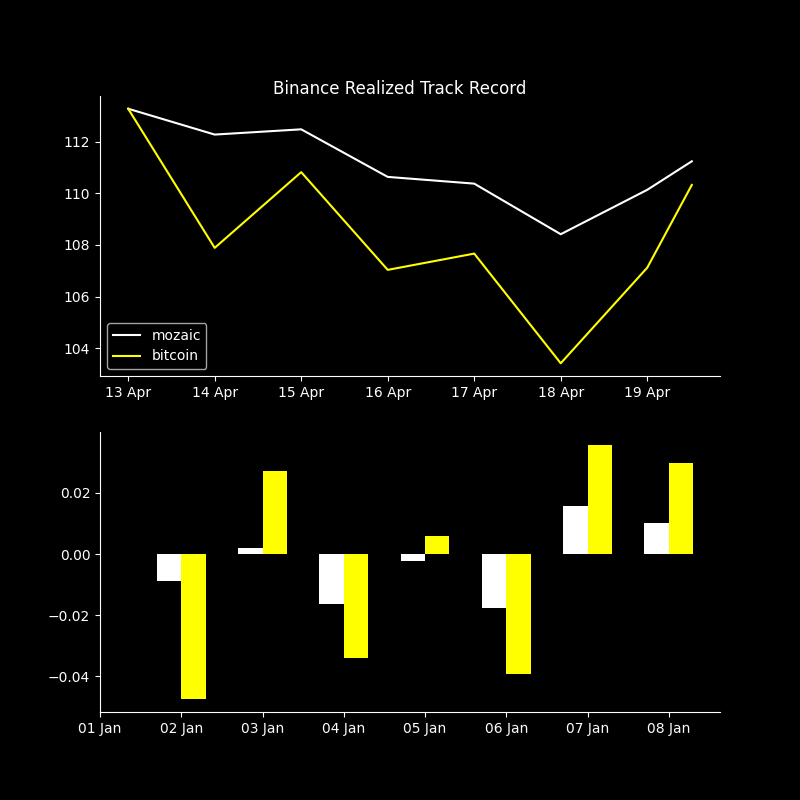 Binance Realized Track Record
112
110
108
106
104
mozaic
bitcoin
13 Apr 14 Apr 15 Apr 16 Apr 17 Apr 18 Apr 19 Apr
0.02
0.00
−0.02
−0.04
01 Jan 02 Jan 03 Jan 04 Jan 05 Jan 06 Jan 07 Jan 08 Jan